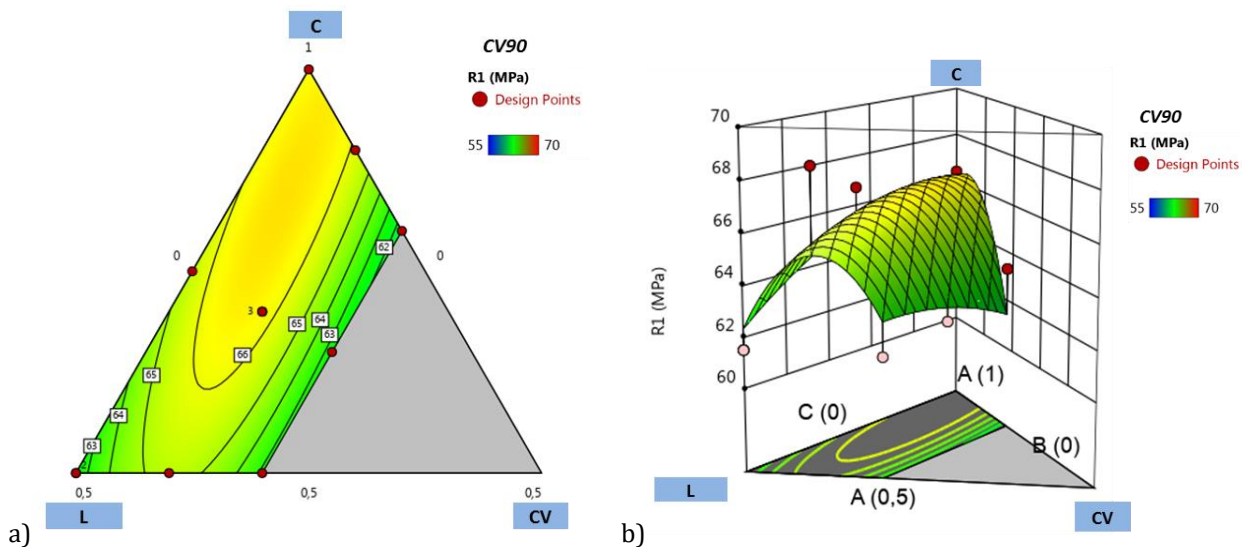 C
1
CV90
R1 (MPa)
Design Points
55 70
0
0
62
3
65
64
63
66
65
64
63
2
0,5
0,5
0,5
L
CV
a)
C
CV90
R1 (MPa)
Design Points
55 70
70
68
66
64
62
60
R1 (MPa)
A (1)
C (0)
B (0)
A (0,5)
L
CV
b)